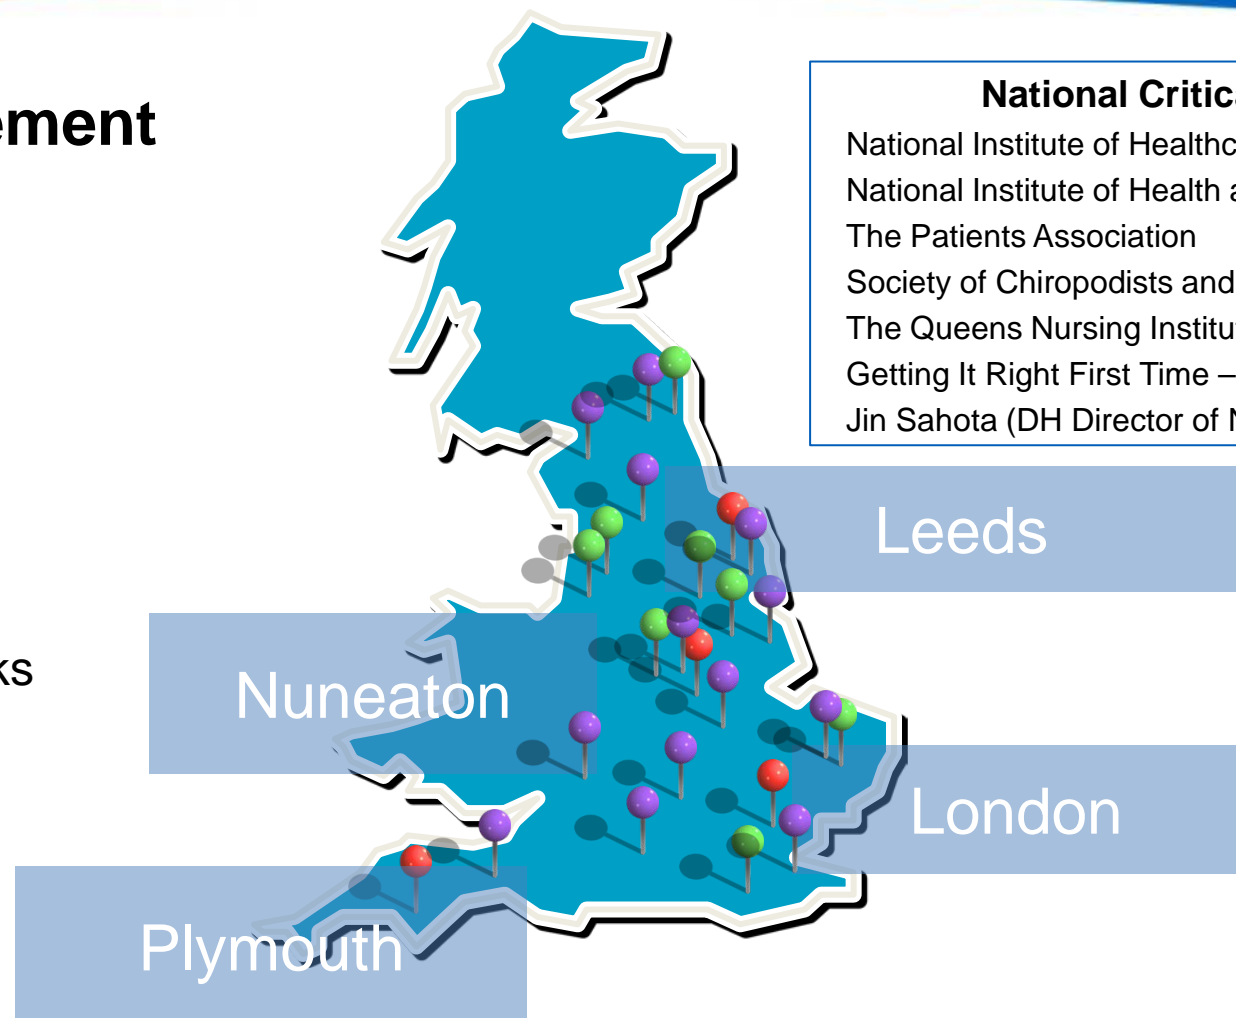 ement
National Critica
National Institute of Healthc
National Institute of Health a
The Patients Association
Society of Chiropodists and
The Queens Nursing Institu
Getting It Right First Time –
Jin Sahota (DH Director of N
Leeds
ks
Nuneaton
London
Plymouth